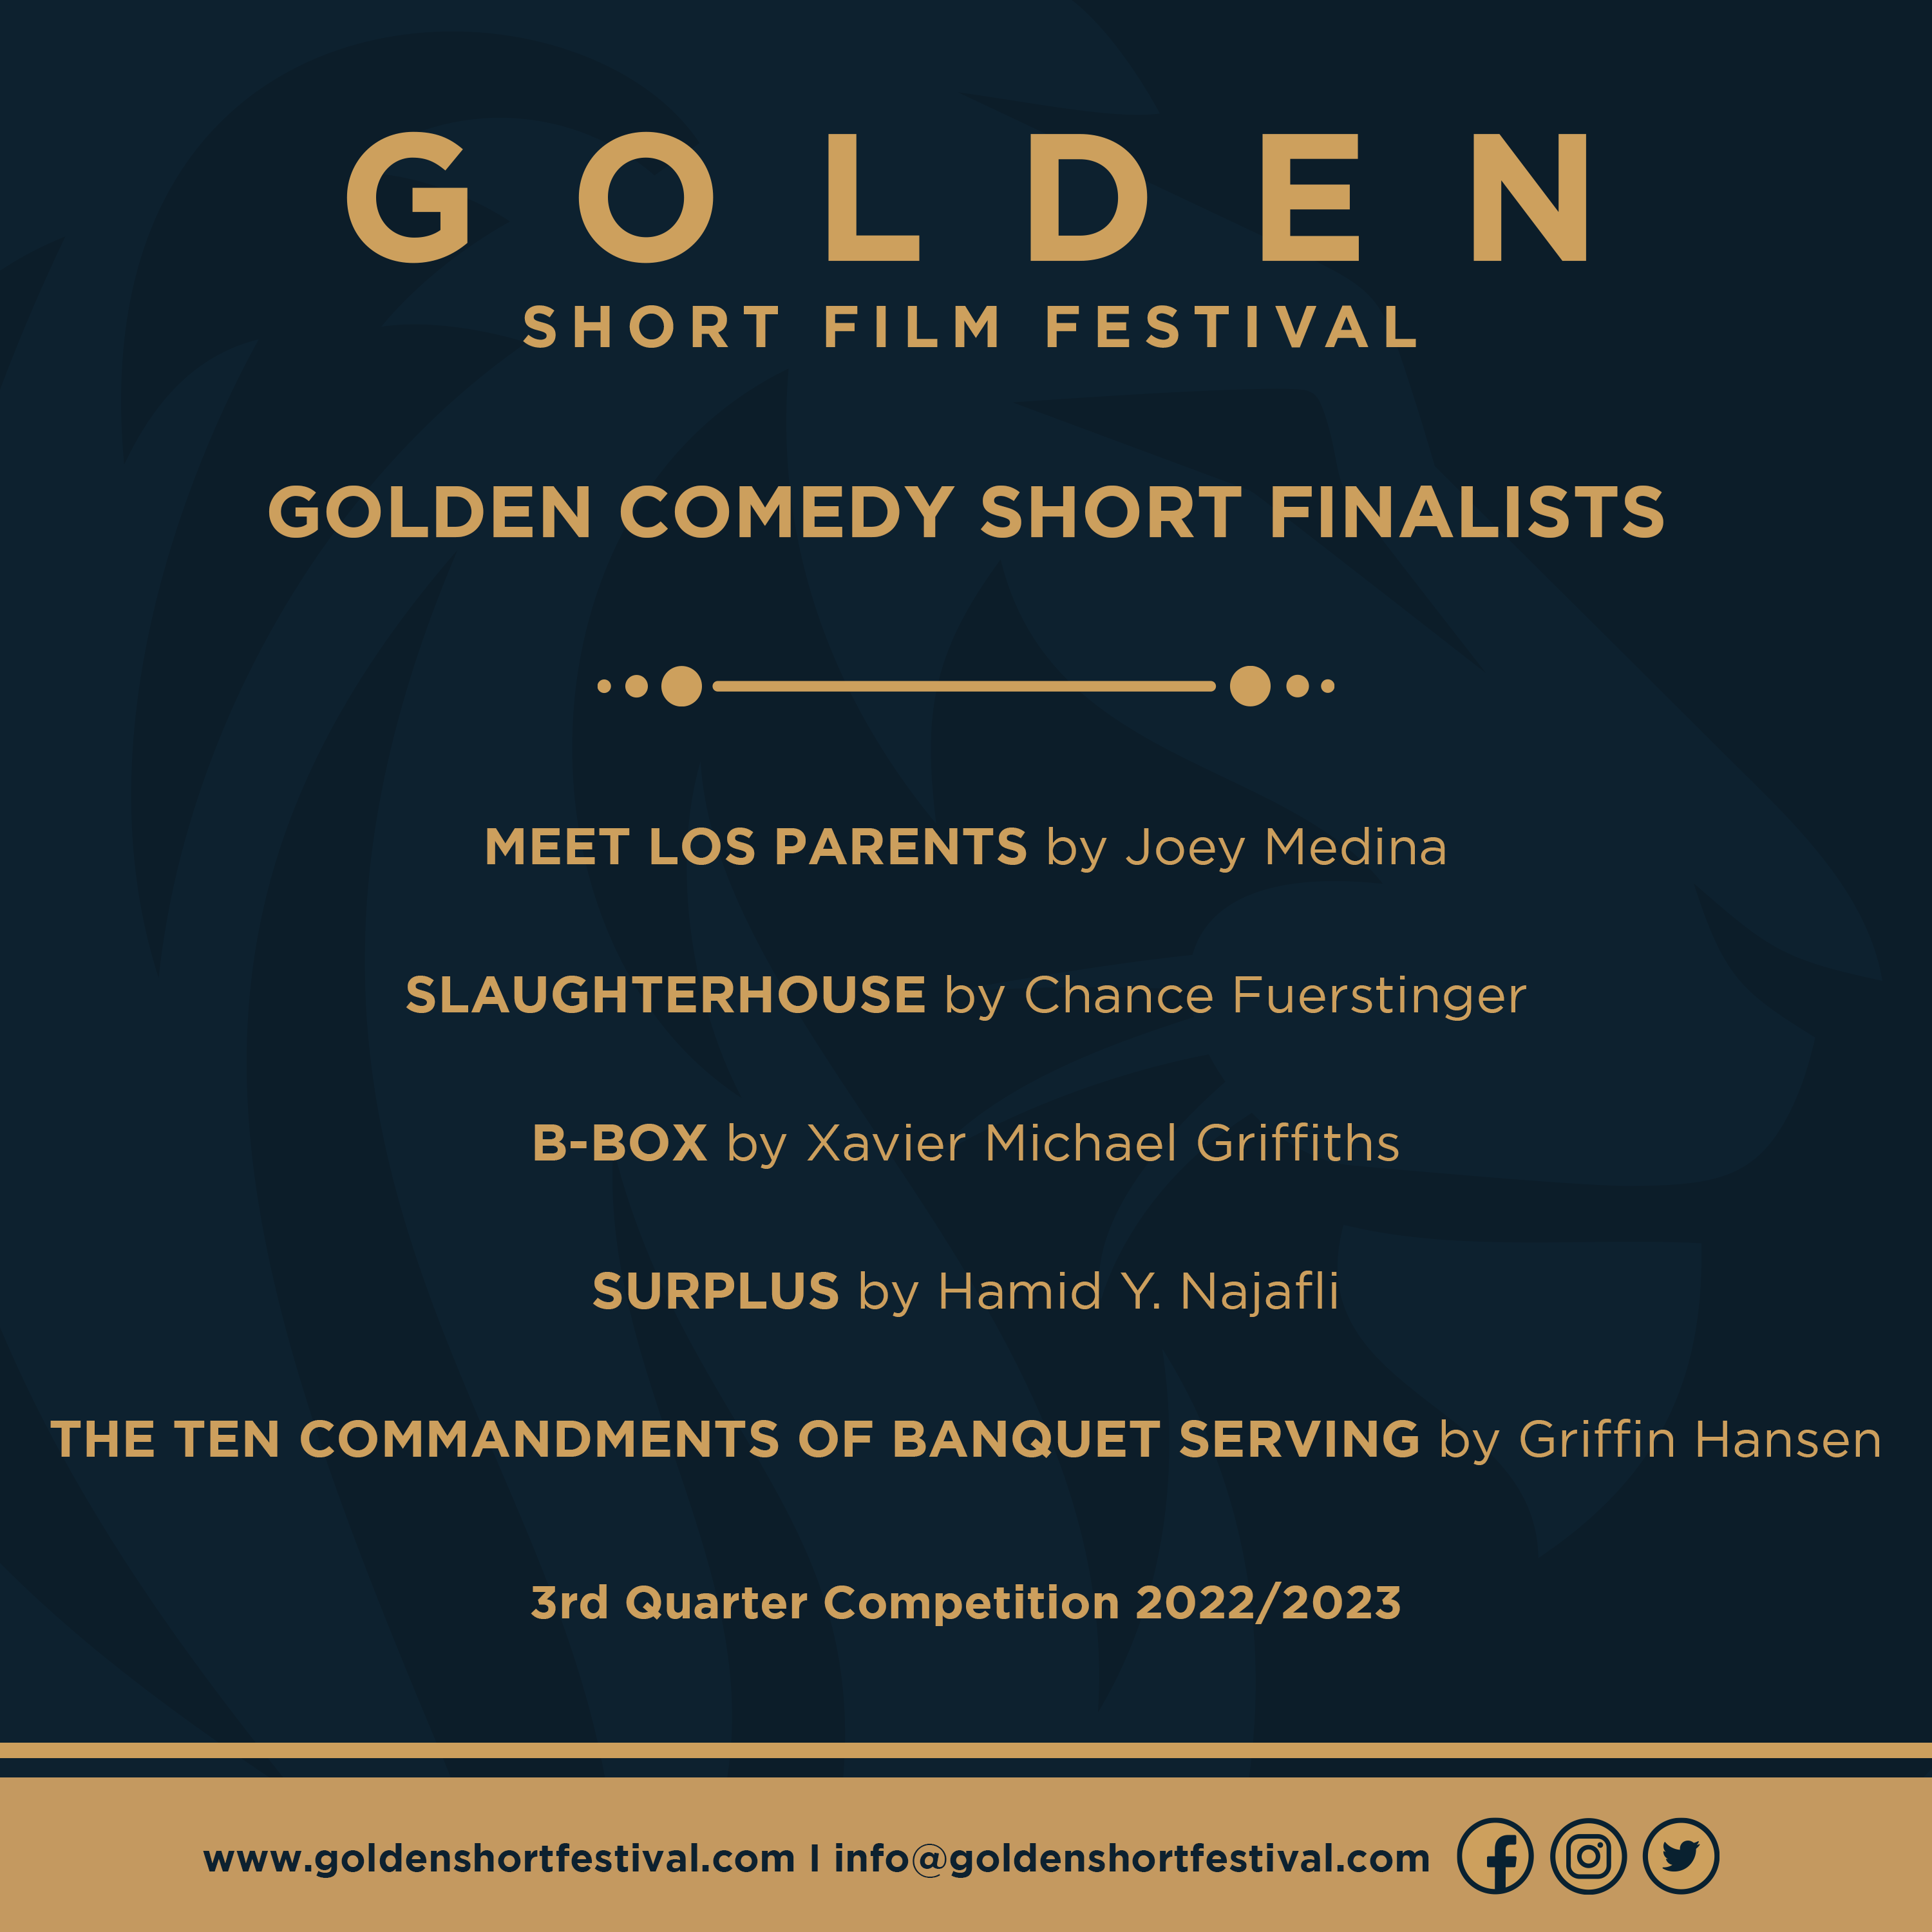 GOLDEN
SHORT FILM FESTIVAL
GOLDEN COMEDY SHORT FINALISTS
MEET LOS PARENTS by Joey Medina
SLAUGHTERHOUSE by Chance Fuerstinger
B-BOX by Xavier Michael Griffiths
SURPLUS by Hamid Y. Najafli
THE TEN COMMANDMENTS OF BANQUET SERVING by Griffin Hansen
3rd Quarter Competition 2022/2023
www.goldenshortfestival.com I info@goldenshortfestival.com